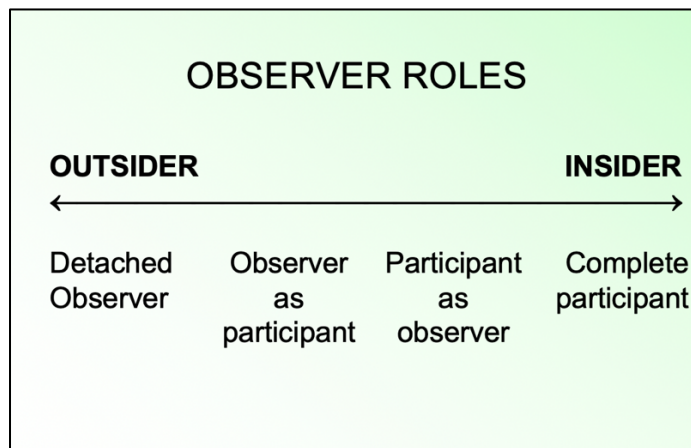 OBSERVER ROLES
OUTSIDER INSIDER
Detached Observer
Observer as participant
Participant as observer
Complete participant